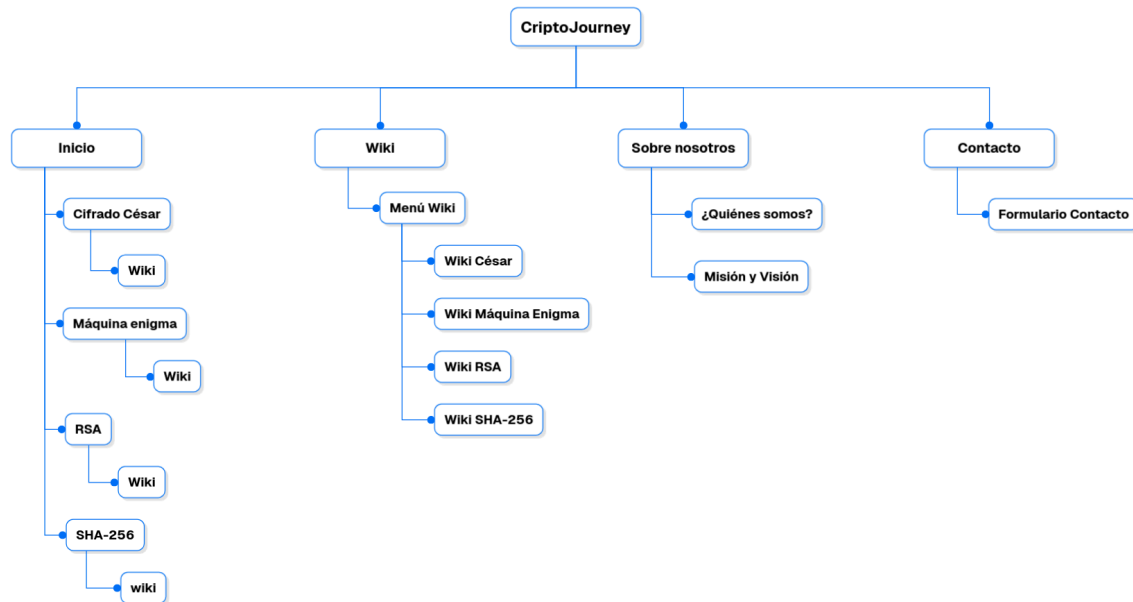 CriptoJourney
Inicio
Cifrado César
Wiki
Máquina enigma
Wiki
RSA
Wiki
SHA-256
wiki
Wiki
Menú Wiki
Wiki César
Wiki Máquina Enigma
Wiki RSA
Wiki SHA-256
Sobre nosotros
¿Quiénes somos?
Misión y Visión
Contacto
Formulario Contacto